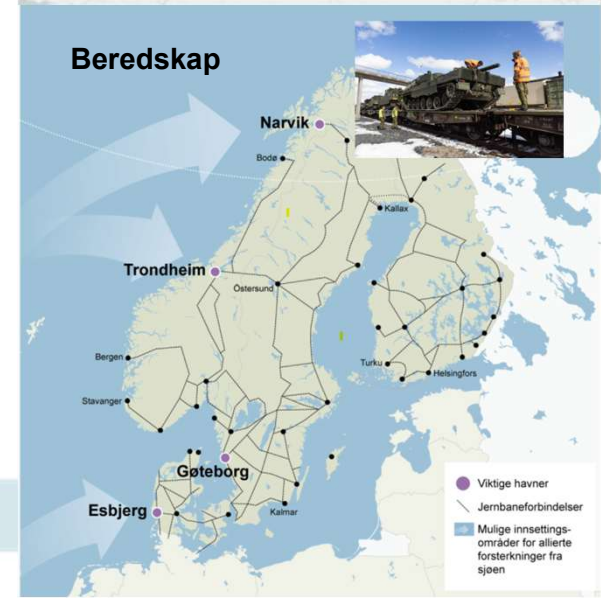 Beredskap
Narvik
Bodø
Kallax
Trondheim
Östersund
Bergen
Turku
Helsingfors
Stavanger
Gøteborg
Esbjerg
Kalmar
Viktige havner
Jernbaneforbindelser
Mulige innsettings-
områder for allierte
forsterkninger fra
sjøen